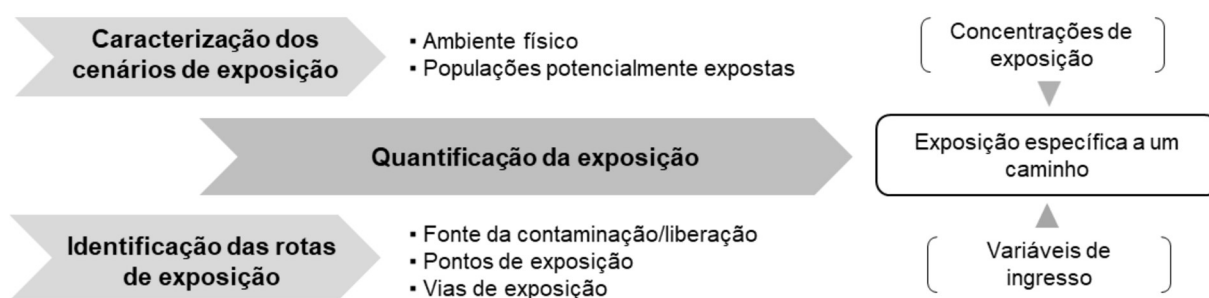 Caracterização dos
cenários de exposição
▪ Ambiente físico
▪ Populações potencialmente expostas
Concentrações de
exposição
Quantificação da exposição
Exposição específica a um
caminho
Identificação das rotas
de exposição
▪ Fonte da contaminação/liberação
▪ Pontos de exposição
▪ Vias de exposição
Variáveis de
ingresso